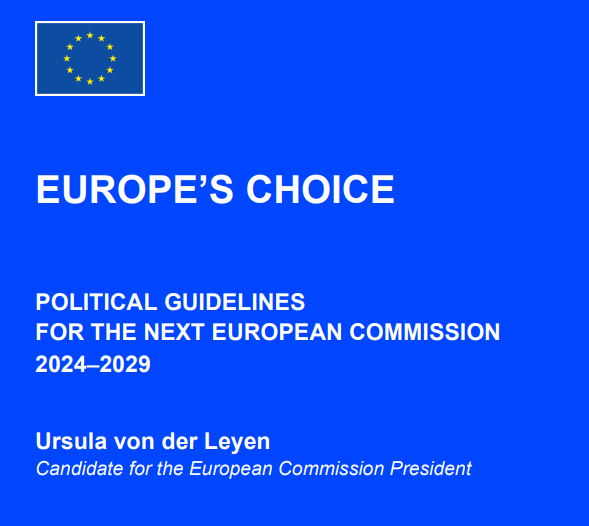 EUROPE’S CHOICE
POLITICAL GUIDELINES
FOR THE NEXT EUROPEAN COMMISSION
2024–2029
Ursula von der Leyen
Candidate for the European Commission President